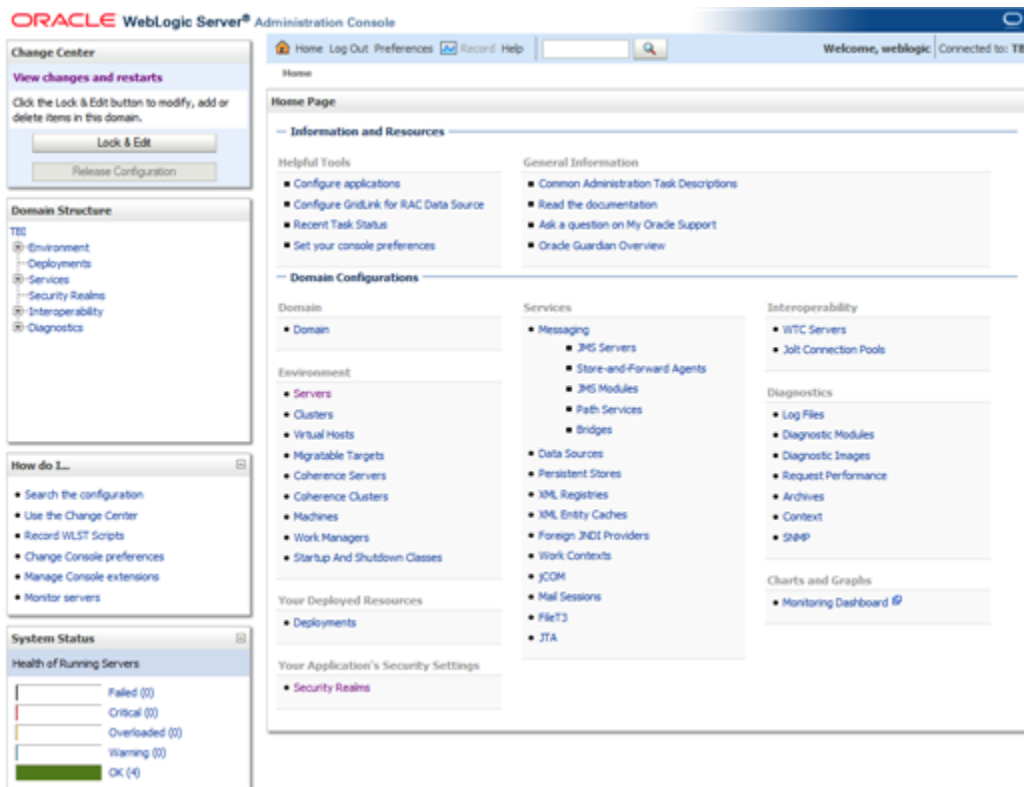 ORACLE WebLogic Server® Administration Console
Change Center
View changes and restarts
Click the Lock & Edit button to modify, add or
delete items in this domain.
Lock & Edit
Release Configuration
Domain Structure
TBI
Environment
Deployments
Services
Security Realms
Interoperability
Diagnostics
How do I...
Search the configuration
Use the Change Center
Record WLST Scripts
Change Console preferences
Manage Console extensions
Monitor servers
System Status
Health of Running Servers
Failed (0)
Critical (0)
Overloaded (0)
Warning (0)
OK (4)
Home Log Out Preferences Record Help
Welcome, weblogic Connected to:
Home
Home Page
Information and Resources
Helpful Tools
Configure applications
Configure GridLink for RAC Data Source
Recent Task Status
Set your console preferences
General Information
Common Administration Task Descriptions
Read the documentation
Ask a question on My Oracle Support
Oracle Guardian Overview
Domain Configurations
Domain
Domain
Environment
Servers
Clusters
Virtual Hosts
Migratable Targets
Coherence Servers
Coherence Clusters
Machines
Work Managers
Startup And Shutdown Classes
Your Deployed Resources
Deployments
Your Application's Security Settings
Security Realms
Services
Messaging
JMS Servers
Store-and-Forward Agents
JMS Modules
Path Services
Bridges
Data Sources
Persistent Stores
XML Registries
XML Entity Caches
Foreign JNDI Providers
Work Contexts
jCOM
Mail Sessions
FileT3
JTA
Interoperability
WTC Servers
Jolt Connection Pools
Diagnostics
Log Files
Diagnostic Modules
Diagnostic Images
Request Performance
Archives
Context
SNMP
Charts and Graphs
Monitoring Dashboard